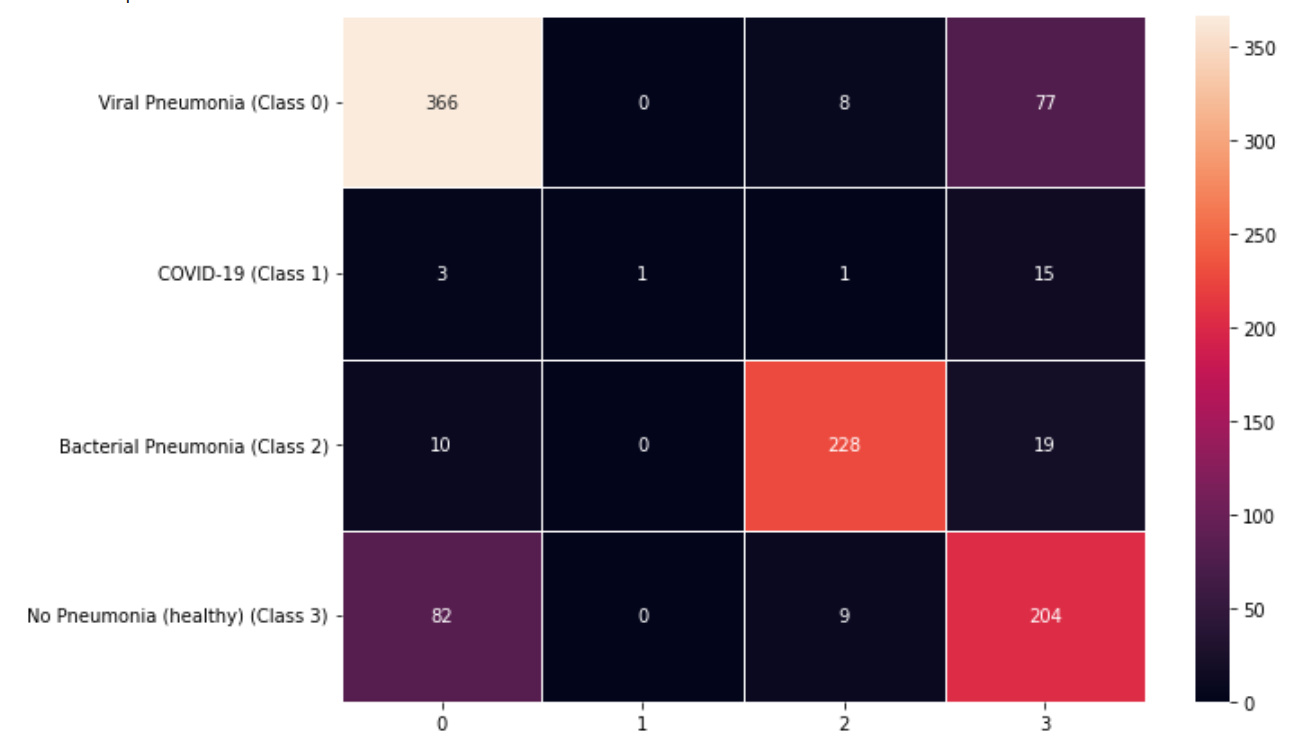 350
Viral Pneumonia (Class 0) 366 0 8 77
300
250
COVID-19 (Class 1) 3 1 1 15
200
150
Bacterial Pneumonia (Class 2) 10 0 228 19
100
50
No Pneumonia (healthy) (Class 3) 82 0 9 204
0
0 1 2 3